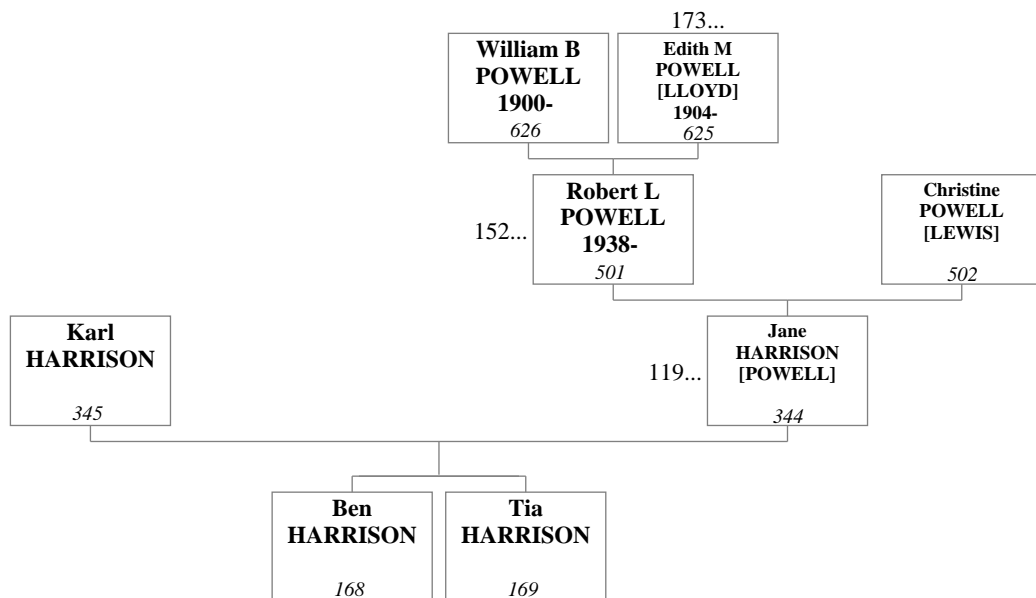 173...
William B
POWELL
1900-
626
Edith M
POWELL
[LLOYD]
1904-
625
152...
Robert L
POWELL
1938-
501
Christine
POWELL
[LEWIS]
502
Karl
HARRISON
345
119...
Jane
HARRISON
[POWELL]
344
Ben
HARRISON
168
Tia
HARRISON
169